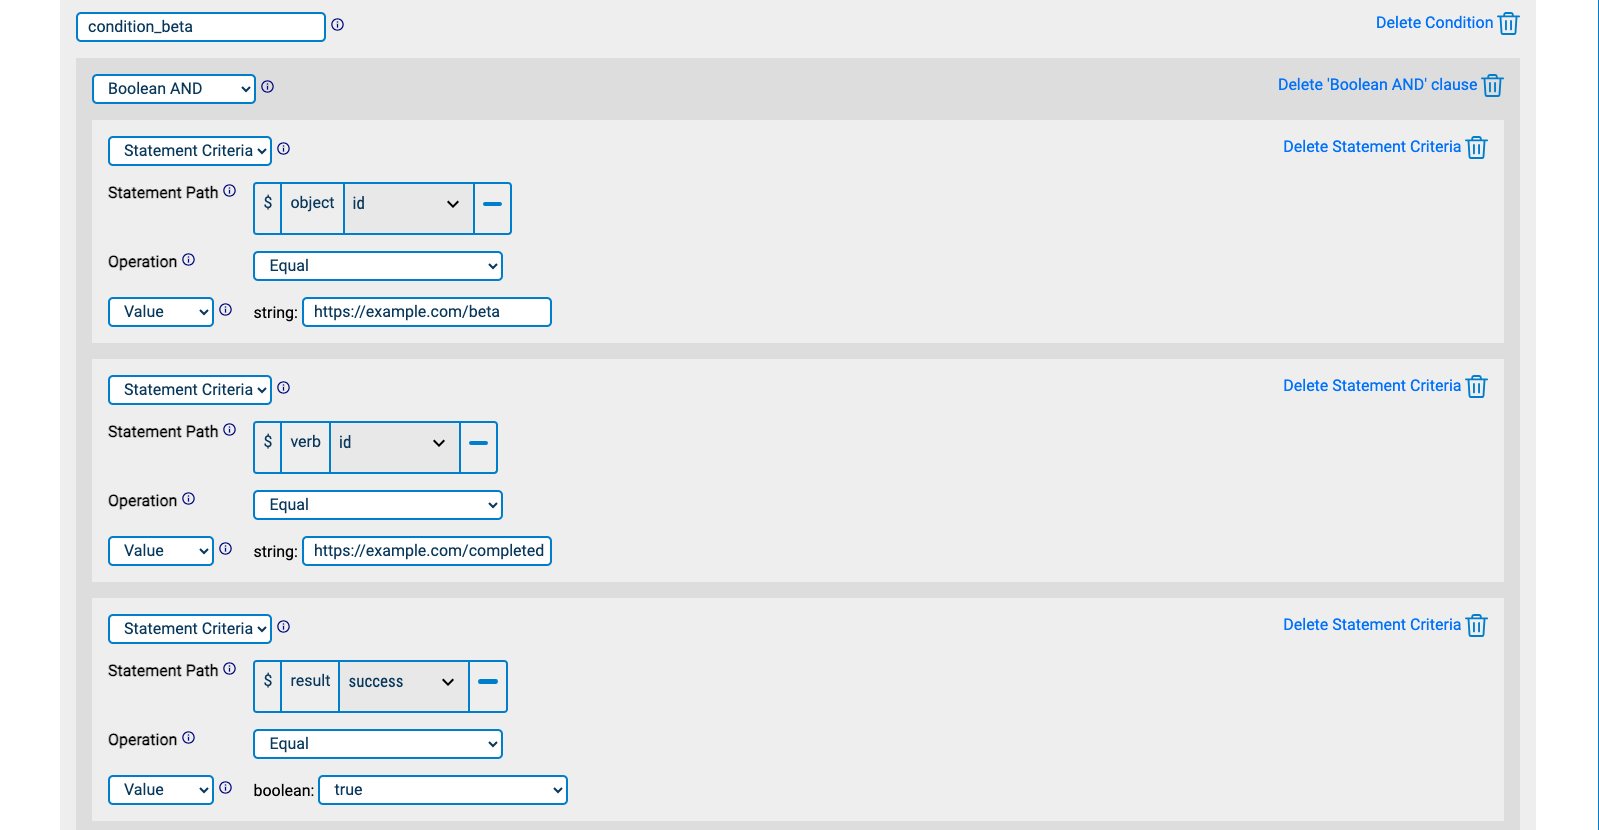 condition_beta Delete Condition
Boolean AND Delete 'Boolean AND' clause
Statement Criteria Delete Statement Criteria
Statement Path $ object id
Operation Equal
Value string: https://example.com/beta
Statement Criteria Delete Statement Criteria
Statement Path $ verb id
Operation Equal
Value string: https://example.com/completed
Statement Criteria Delete Statement Criteria
Statement Path $ result success
Operation Equal
Value boolean: true